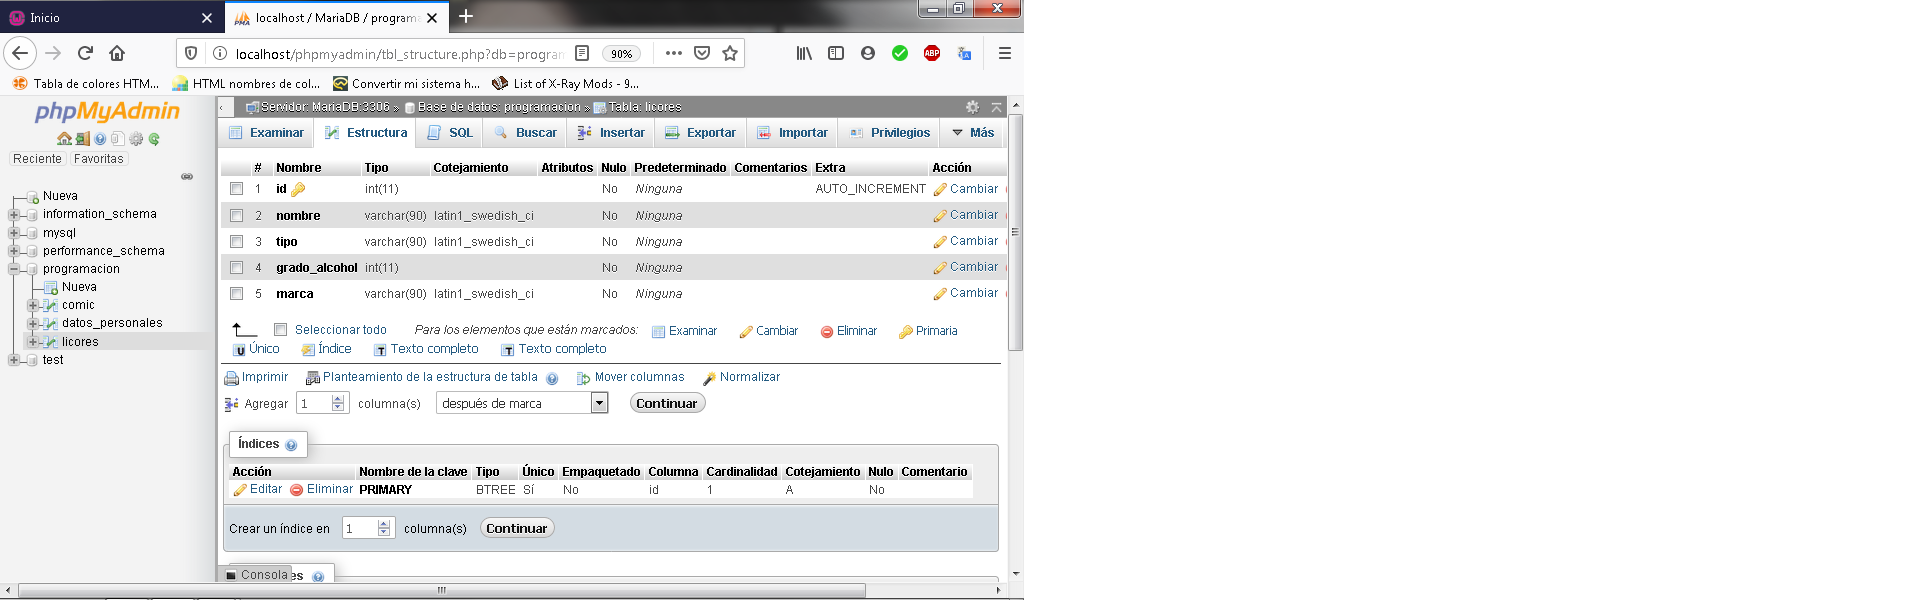 Inicio
localhost / MariaDB / programa
localhost/phpmyadmin/tbl_structure.php?db=program
90%
Tabla de colores HTM...
HTML nombres de col...
Convertir mi sistema h...
List of X-Ray Mods - 9...
phpMyAdmin
Reciente
Favoritas
Nueva
information_schema
mysql
performance_schema
programacion
Nueva
comic
datos_personales
licores
test
Servidor: MariaDB:3306 » Base de datos: programacion » Tabla: licores
Examinar Estructura SQL Buscar Insertar Exportar Importar Privilegios Más
# Nombre Tipo Cotejamiento Atributos Nulo Predeterminado Comentarios Extra Acción
1 id int(11) No Ninguna AUTO_INCREMENT Cambiar
2 nombre varchar(90) latin1_swedish_ci No Ninguna Cambiar
3 tipo varchar(90) latin1_swedish_ci No Ninguna Cambiar
4 grado_alcohol int(11) No Ninguna Cambiar
5 marca varchar(90) latin1_swedish_ci No Ninguna Cambiar
Seleccionar todo Para los elementos que están marcados: Examinar Cambiar Eliminar Primaria
Único Índice Texto completo Texto completo
Imprimir Planteamiento de la estructura de tabla Mover columnas Normalizar
Agregar 1 columna(s) después de marca Continuar
Índices
Acción Nombre de la clave Tipo Único Empaquetado Columna Cardinalidad Cotejamiento Nulo Comentario
Editar Eliminar PRIMARY BTREE Sí No id 1 A No
Crear un índice en 1 columna(s) Continuar
Consola